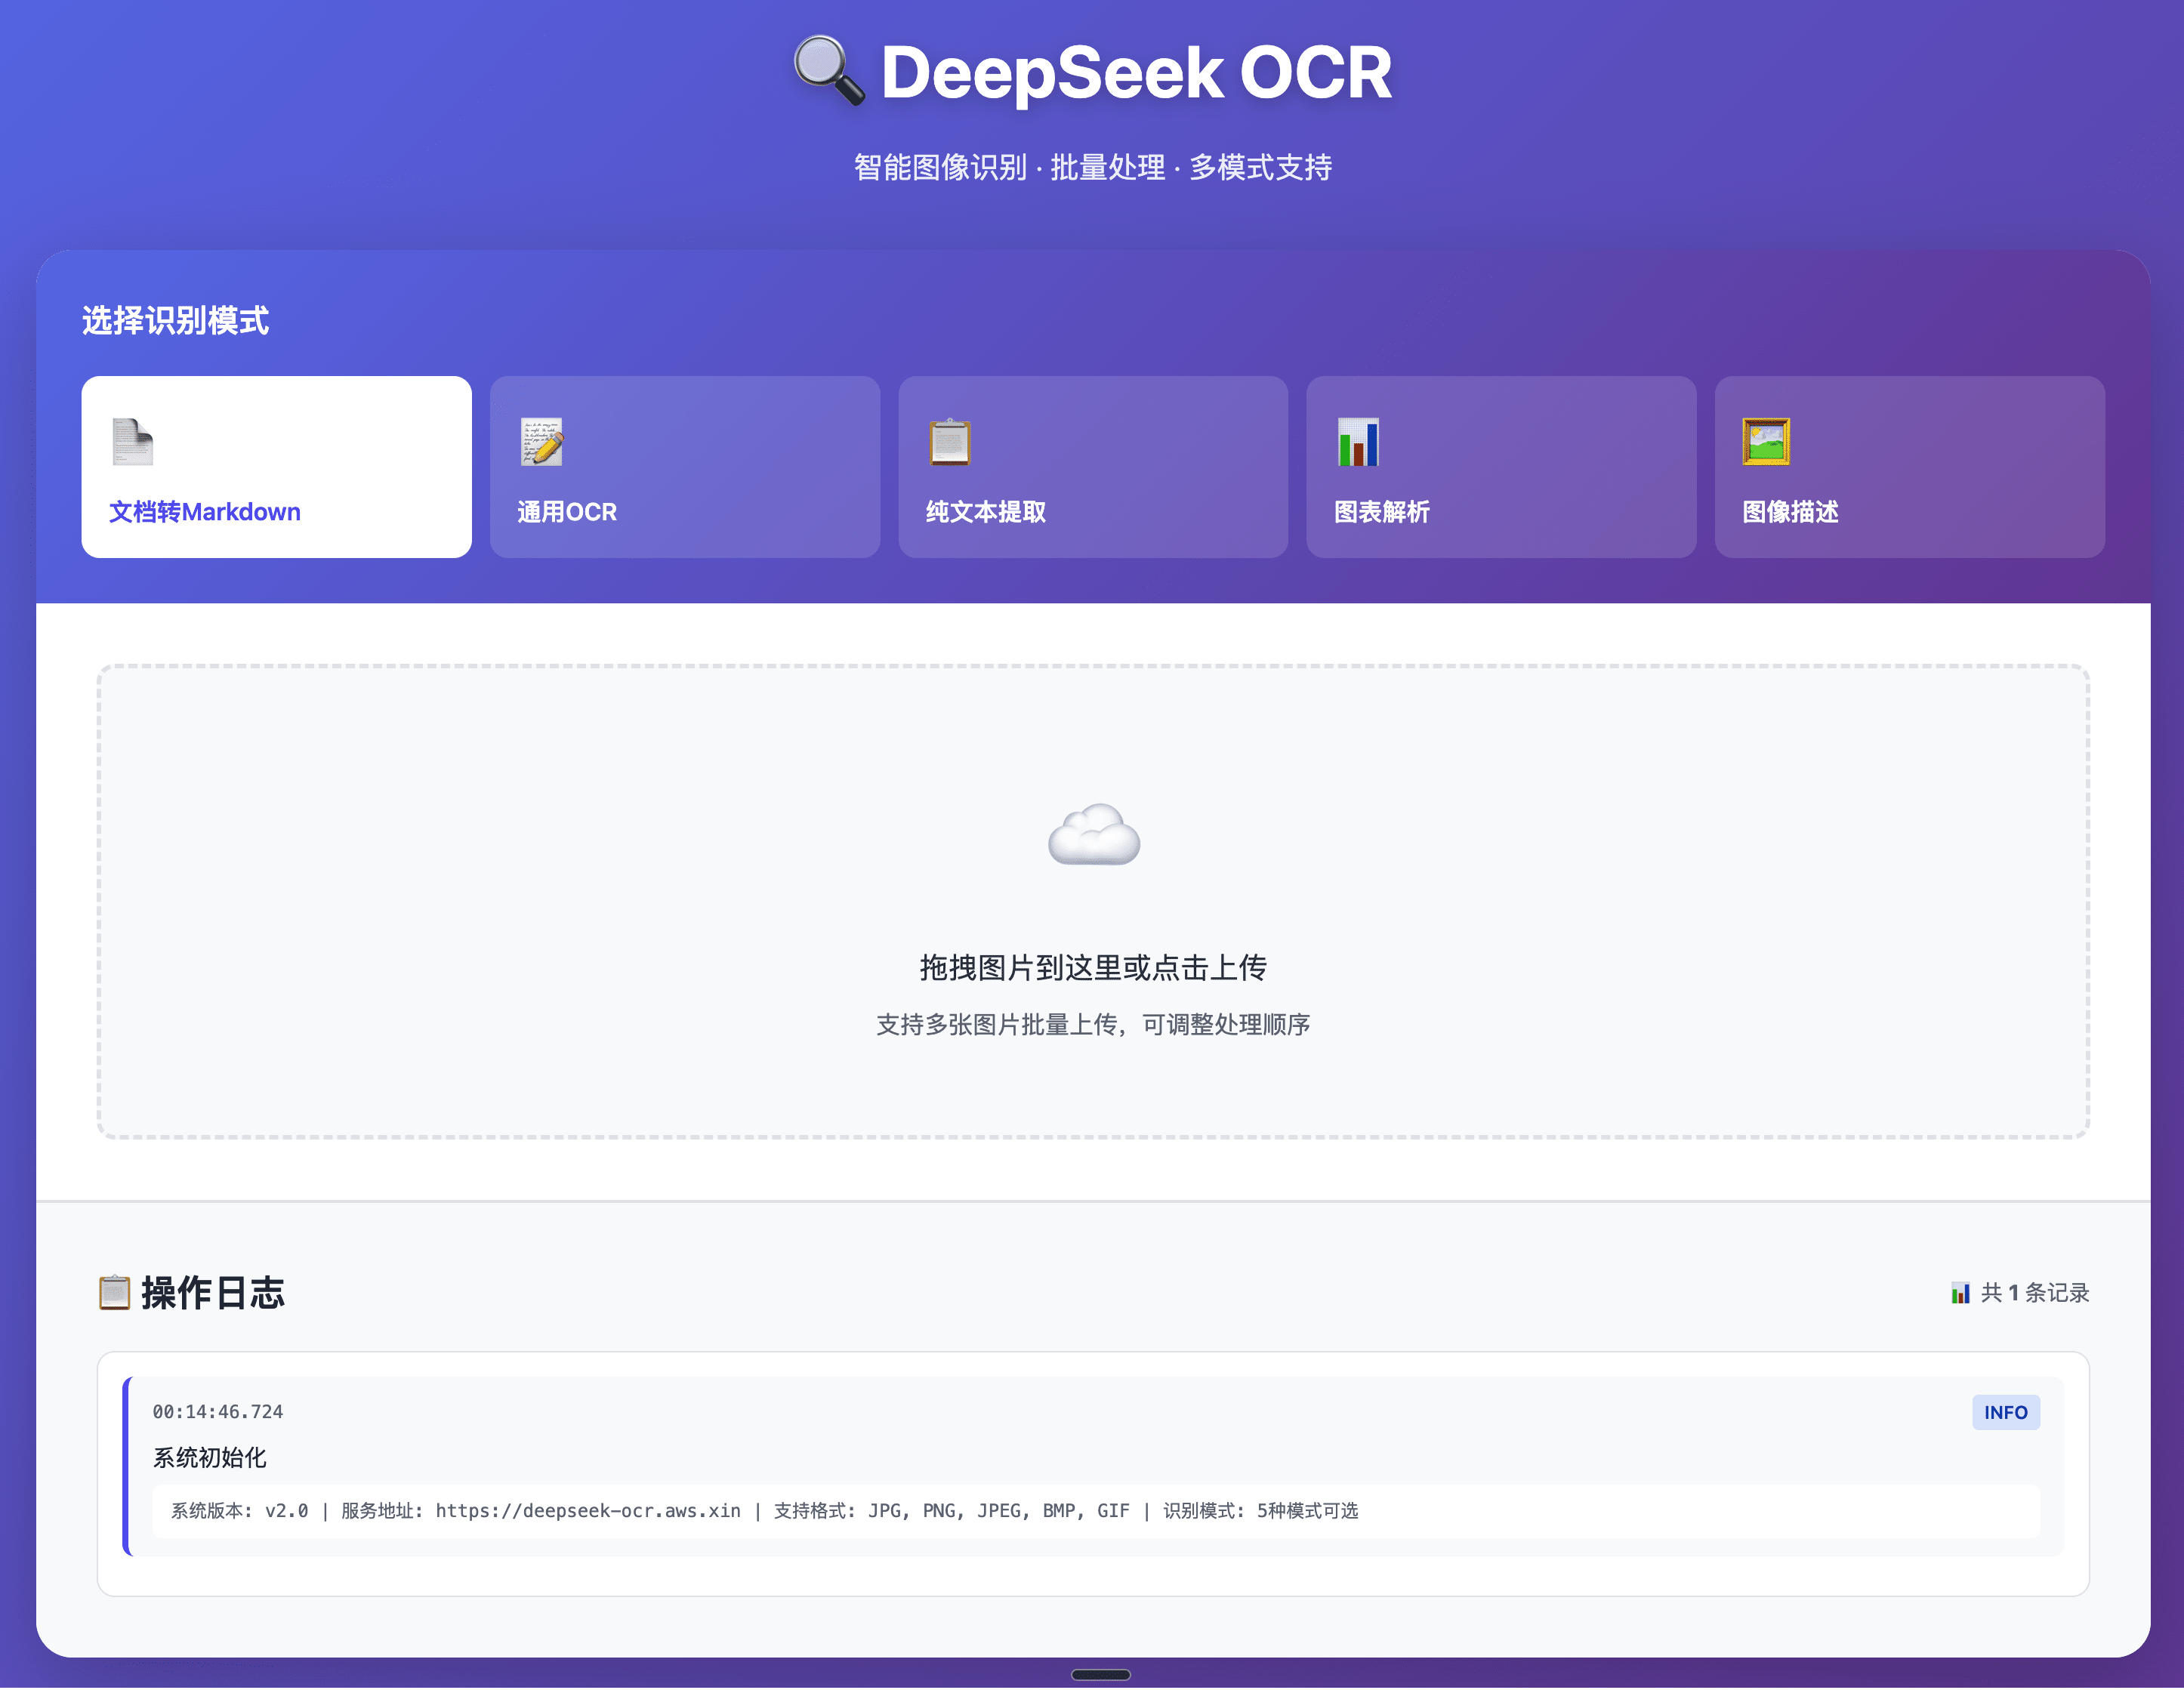 DeepSeek OCR
智能图像识别 · 批量处理 · 多模式支持
选择识别模式
文档转Markdown
通用OCR
纯文本提取
图表解析
图像描述
拖拽图片到这里或点击上传
支持多张图片批量上传，可调整处理顺序
操作日志
共 1 条记录
00:14:46.724
INFO
系统初始化
系统版本: v2.0 | 服务地址: https://deepseek-ocr.aws.xin | 支持格式: JPG, PNG, JPEG, BMP, GIF | 识别模式: 5种模式可选